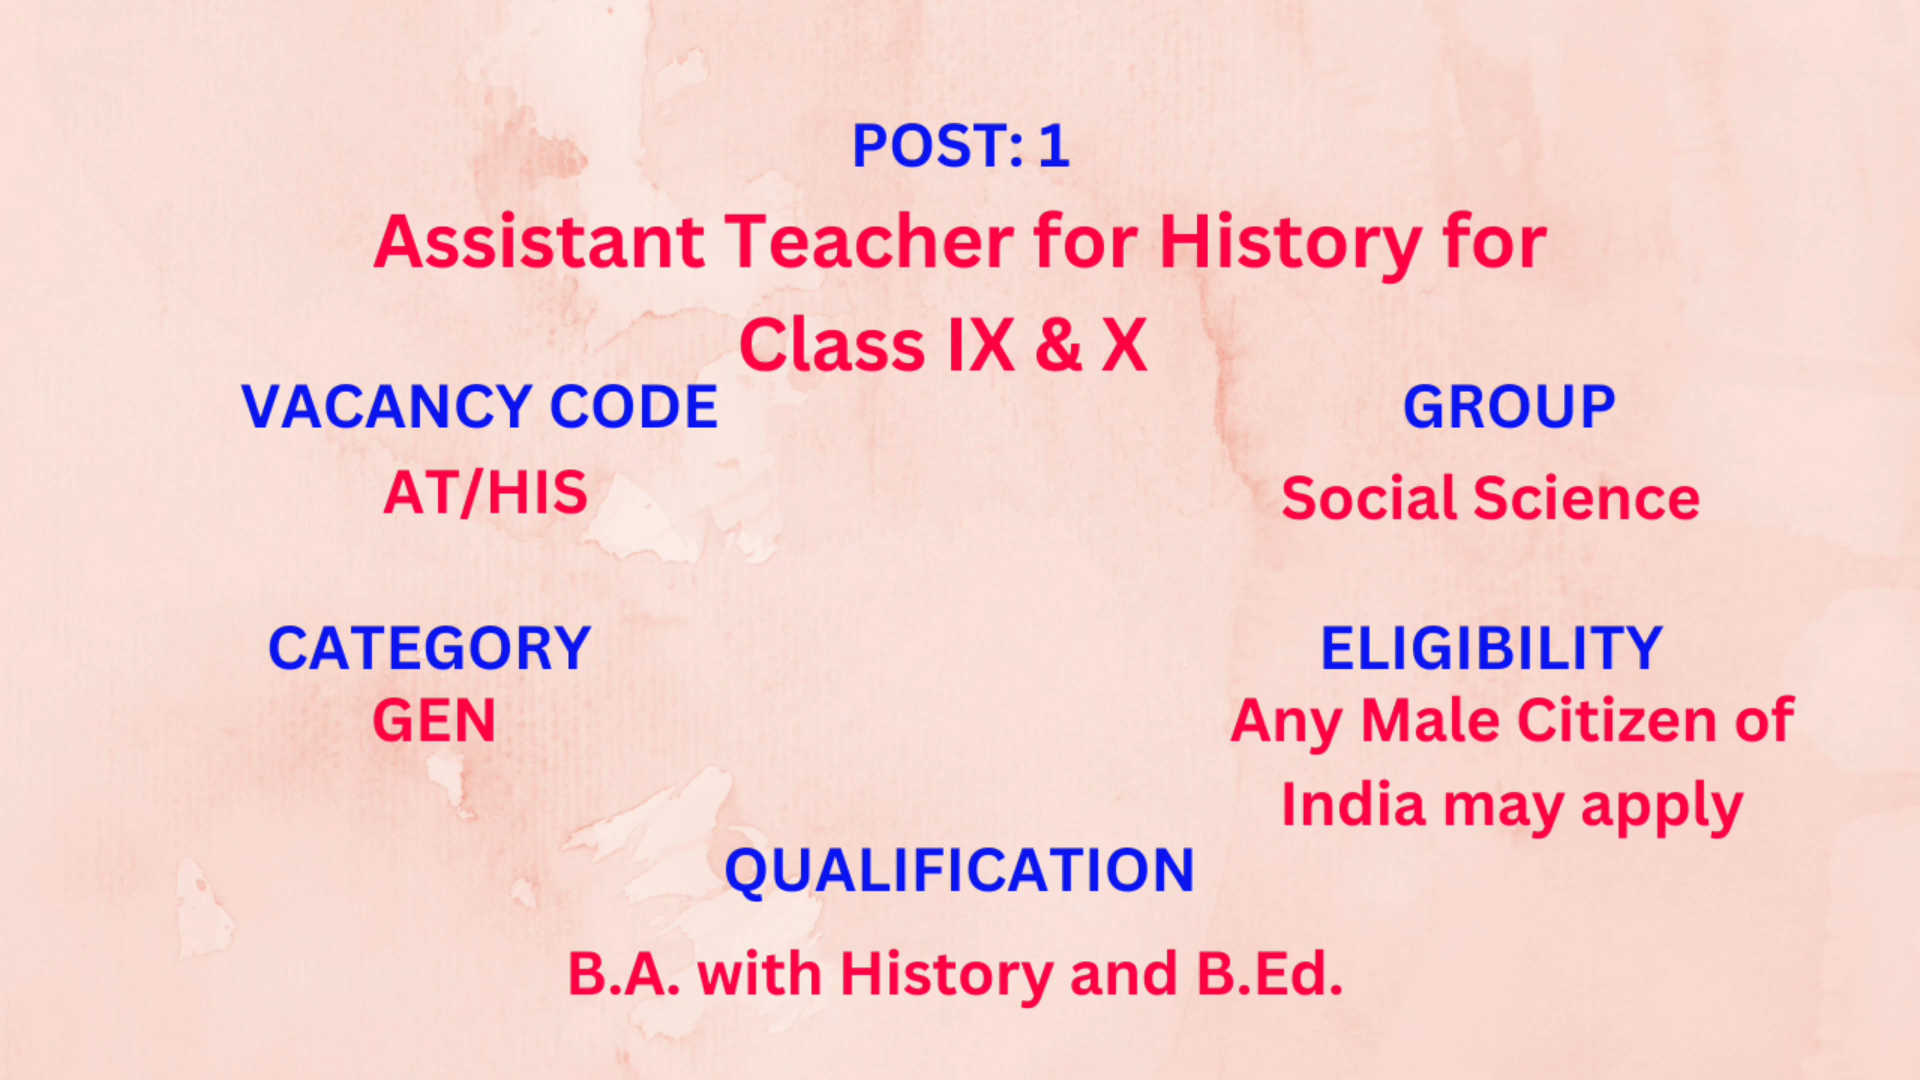 POST: 1
Assistant Teacher for History for
Class IX & X
VACANCY CODE
AT/HIS
GROUP
Social Science
CATEGORY
GEN
ELIGIBILITY
Any Male Citizen of
India may apply
QUALIFICATION
B.A. with History and B.Ed.